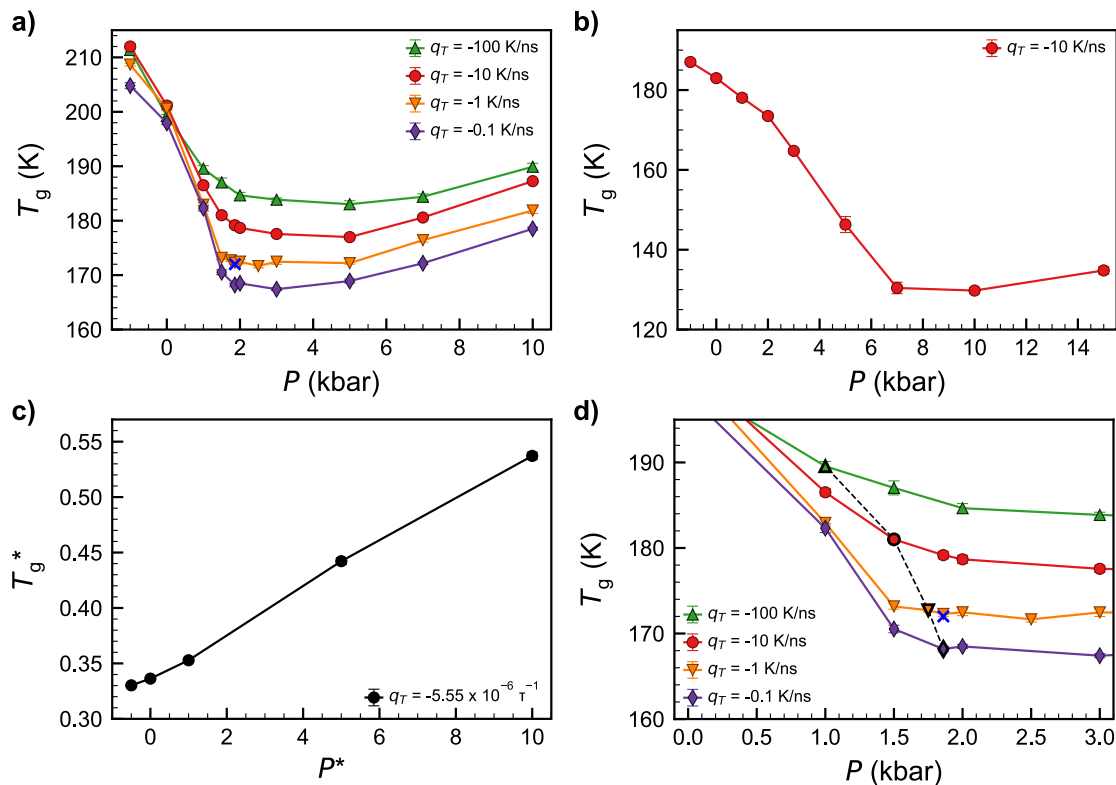 a)
T_g (K)
210
200
190
180
170
160
q_T = -100 K/ns
q_T = -10 K/ns
q_T = -1 K/ns
q_T = -0.1 K/ns
0 2 4 6 8 10
P (kbar)
b)
T_g (K)
180
160
140
120
q_T = -10 K/ns
0 2 4 6 8 10 12 14
P (kbar)
c)
T_g^*
0.55
0.50
0.45
0.40
0.35
0.30
q_T = -5.55 x 10^{-6} τ^{-1}
0 2 4 6 8 10
P*
d)
T_g (K)
190
180
170
160
q_T = -100 K/ns
q_T = -10 K/ns
q_T = -1 K/ns
q_T = -0.1 K/ns
0.0 0.5 1.0 1.5 2.0 2.5 3.0
P (kbar)